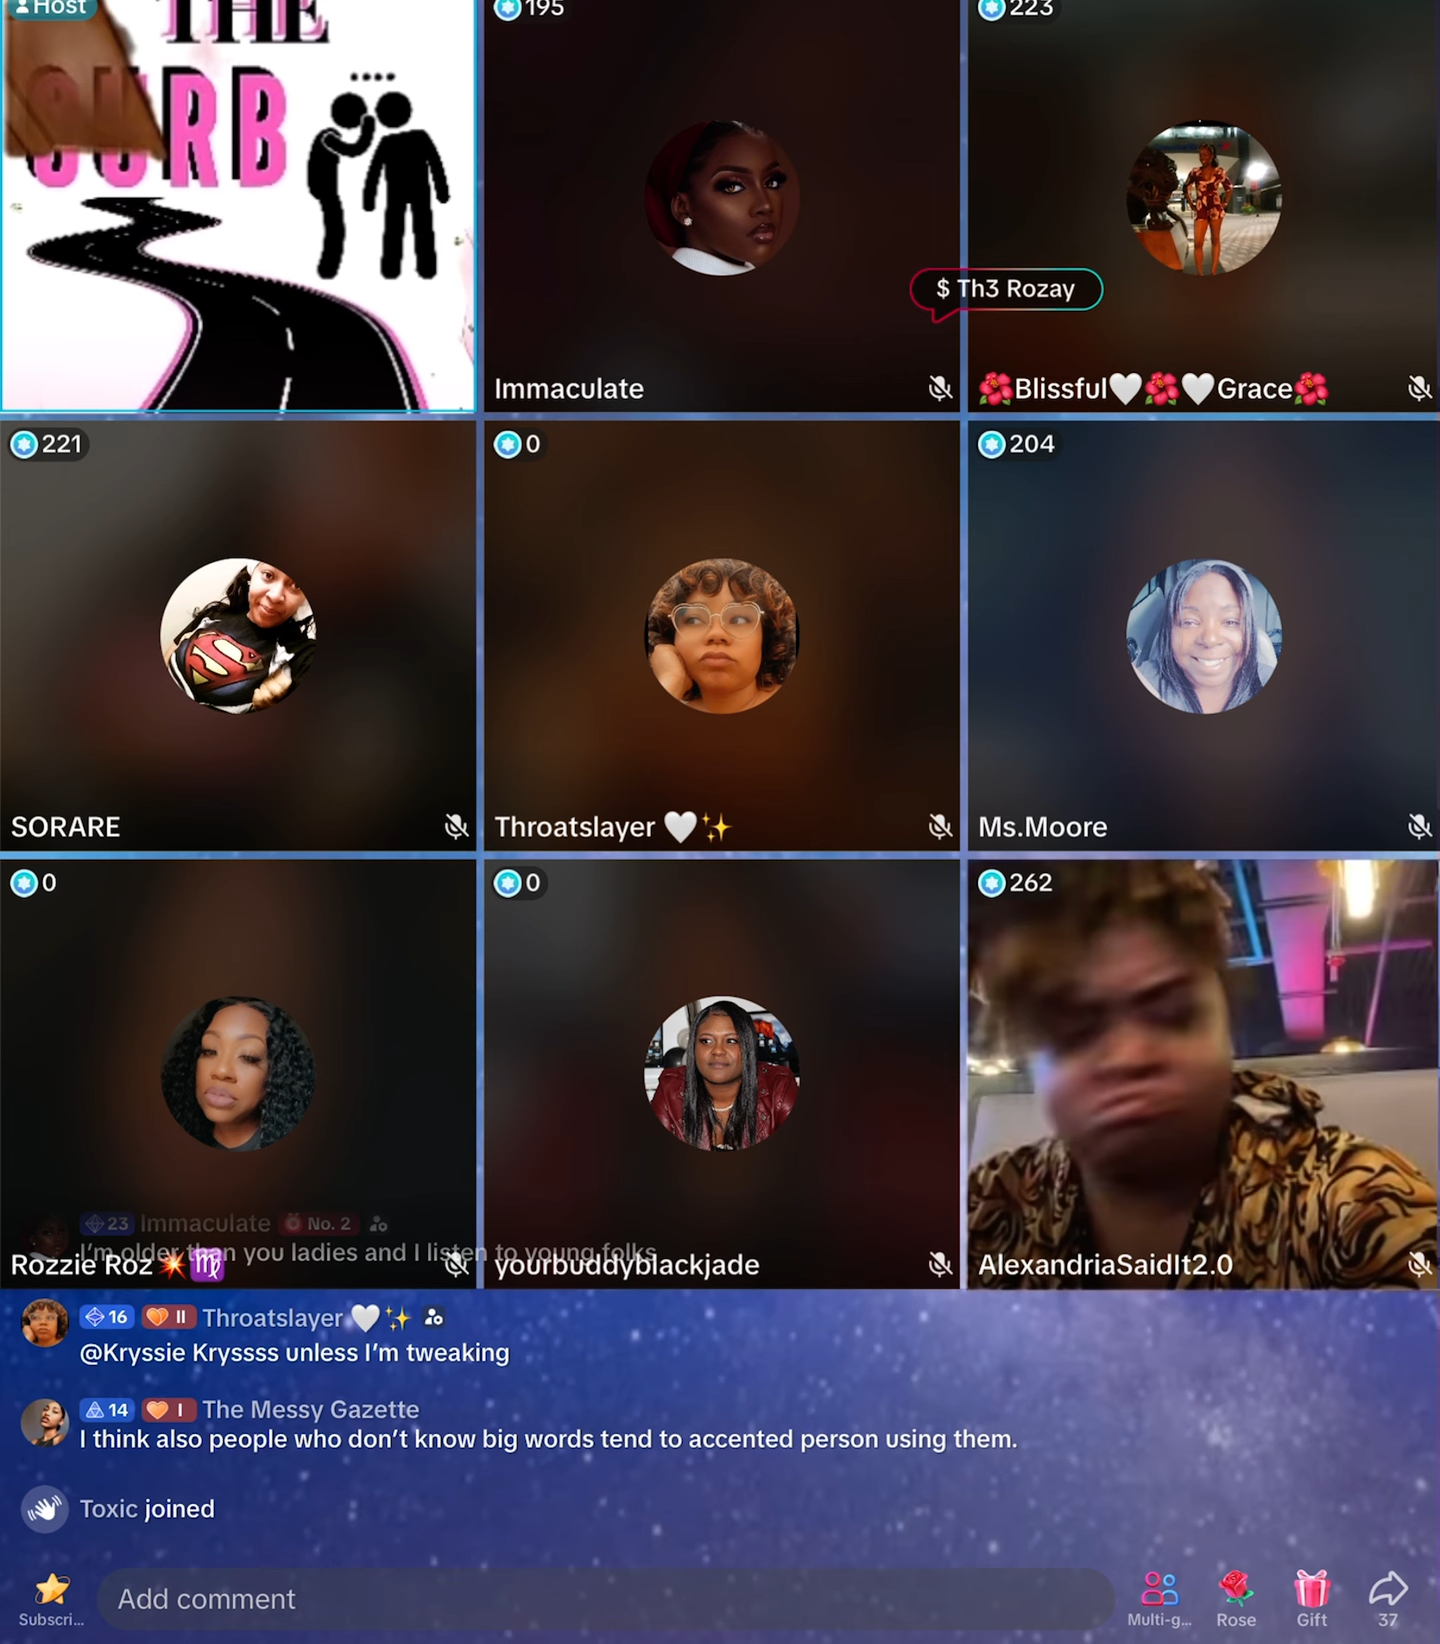 Host
195
223
THE
RB
$ Th3 Rozay
Immaculate
🌺Blissful🤍🌺🤍Grace🌺
221
0
204
SORARE
Throatslayer 🤍✨
Ms.Moore
0
0
262
23 Immaculate No. 2
I'm older than you ladies and I listen to young folks
Rozzie Roz 💥♍
yourbuddyblackjade
AlexandriaSaidIt2.0
16 II Throatslayer 🤍✨
@Kryssie Kryssss unless I'm tweaking
14 I The Messy Gazette
I think also people who don't know big words tend to accented person using them.
Toxic joined
Subscri...
Add comment
Multi-g...
Rose
Gift
37